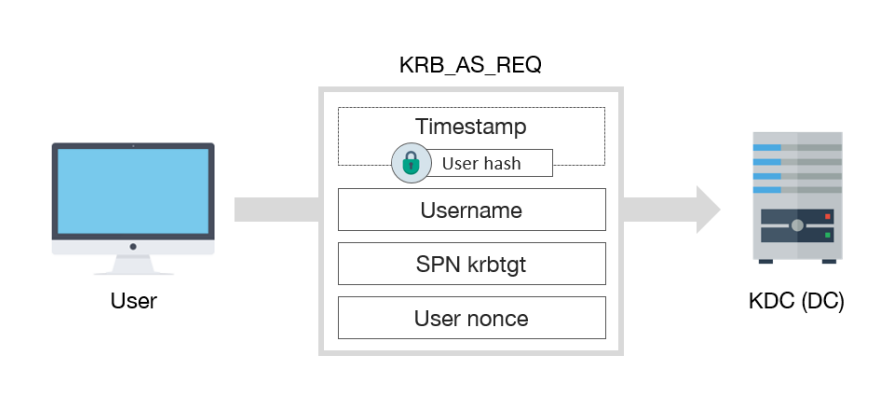 KRB_AS_REQ
Timestamp
User hash
Username
SPN krbtgt
User nonce
User
KDC (DC)